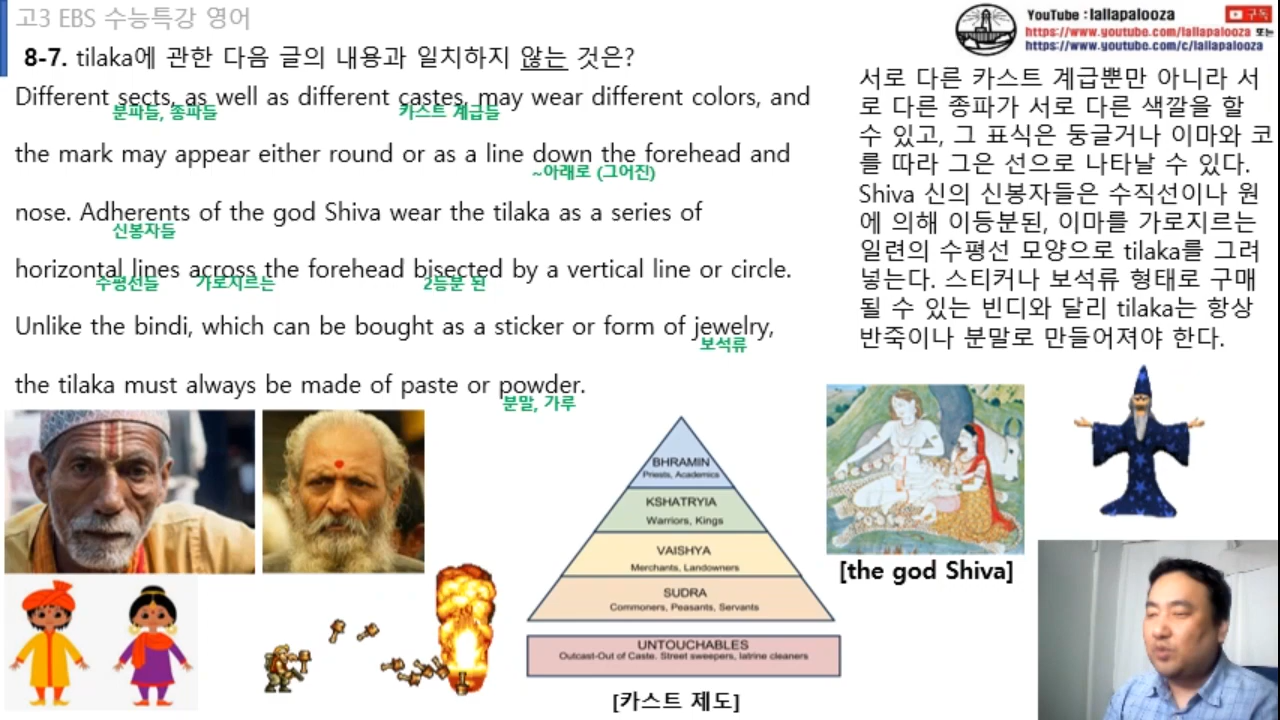 고3 EBS 수능특강 영어
YouTube : lallapalooza
구독
https://www.youtube.com/lallapalooza 또는
https://www.youtube.com/c/lallapalooza
8-7. tilaka에 관한 다음 글의 내용과 일치하지 않는 것은?
Different sects, as well as different castes, may wear different colors, and
분파들, 종파들
카스트 계급들
the mark may appear either round or as a line down the forehead and
~아래로 (그어진)
nose. Adherents of the god Shiva wear the tilaka as a series of
신봉자들
horizontal lines across the forehead bisected by a vertical line or circle.
수평선들
가로지르는
2등분 된
Unlike the bindi, which can be bought as a sticker or form of jewelry,
보석류
the tilaka must always be made of paste or powder.
분말, 가루
서로 다른 카스트 계급뿐만 아니라 서
로 다른 종파가 서로 다른 색깔을 할
수 있고, 그 표식은 둥글거나 이마와 코
를 따라 그은 선으로 나타날 수 있다.
Shiva 신의 신봉자들은 수직선이나 원
에 의해 이등분된, 이마를 가로지르는
일련의 수평선 모양으로 tilaka를 그려
넣는다. 스티커나 보석류 형태로 구매
될 수 있는 빈디와 달리 tilaka는 항상
반죽이나 분말로 만들어져야 한다.
BHRAMIN
Priests, Academics
KSHATRYIA
Warriors, Kings
VAISHYA
Merchants, Landowners
SUDRA
Commoners, Peasants, Servants
UNTOUCHABLES
Outcast-Out of Caste. Street sweepers, latrine cleaners
[카스트 제도]
[the god Shiva]